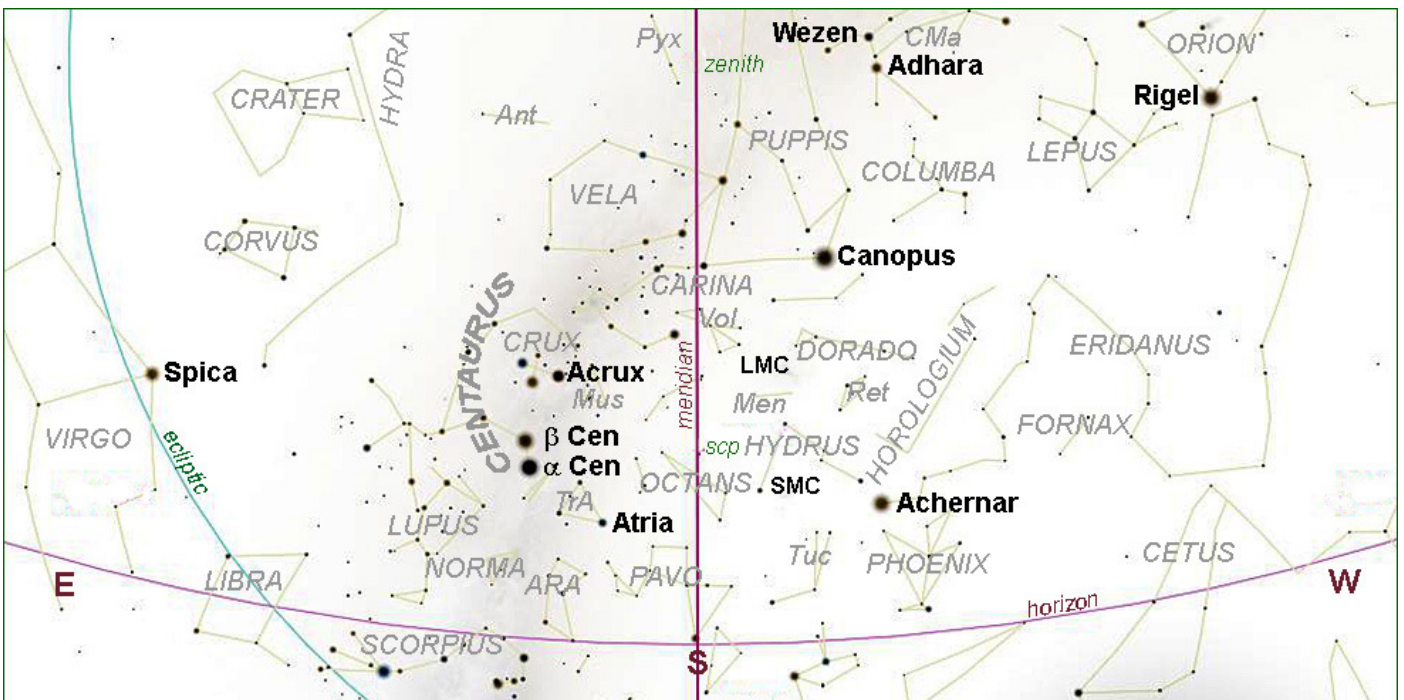 Wezen
CMa
ORION
Pyx
zenith
Adhara
HYDRA
CRATER
Rigel
Ant
PUPPIS
LEPUS
COLUMBA
VELA
CORVUS
Canopus
CARINA
CENTAURUS
Vol
CRUX
DORADO
HOROLOGIUM
ERIDANUS
LMC
Spica
Acrux
meridian
Mus
Men
Ret
FORNAX
VIRGO
ecliptic
β Cen
scp
HYDRUS
α Cen
OCTANS
SMC
TrA
Achernar
LUPUS
Atria
NORMA
ARA
PAVO
Tuc
PHOENIX
CETUS
E
LIBRA
W
horizon
SCORPIUS
S